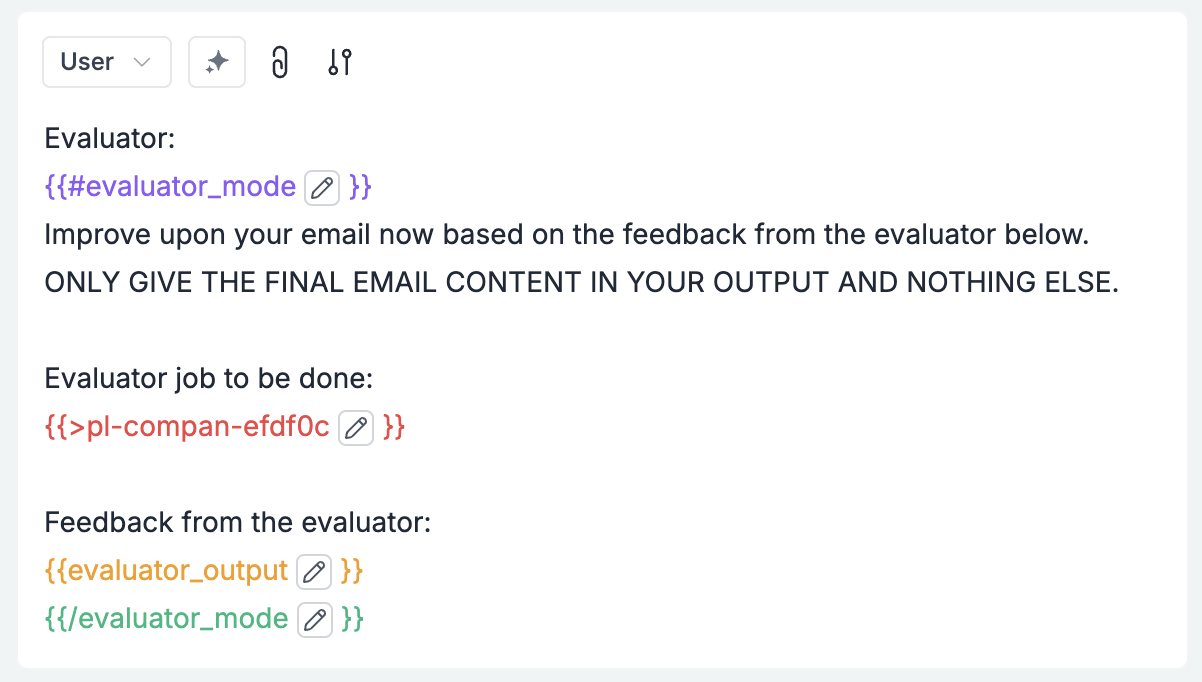 User
Evaluator:
{{#evaluator_mode }}
Improve upon your email now based on the feedback from the evaluator below.
ONLY GIVE THE FINAL EMAIL CONTENT IN YOUR OUTPUT AND NOTHING ELSE.
Evaluator job to be done:
{{>pl-compan-efdf0c }}
Feedback from the evaluator:
{{evaluator_output }}
{{/evaluator_mode }}